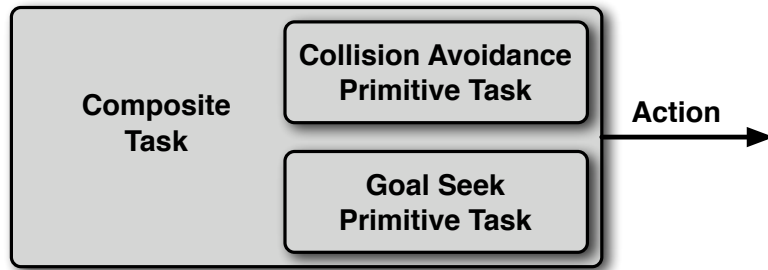 Composite
Task
Collision Avoidance
Primitive Task
Goal Seek
Primitive Task
Action